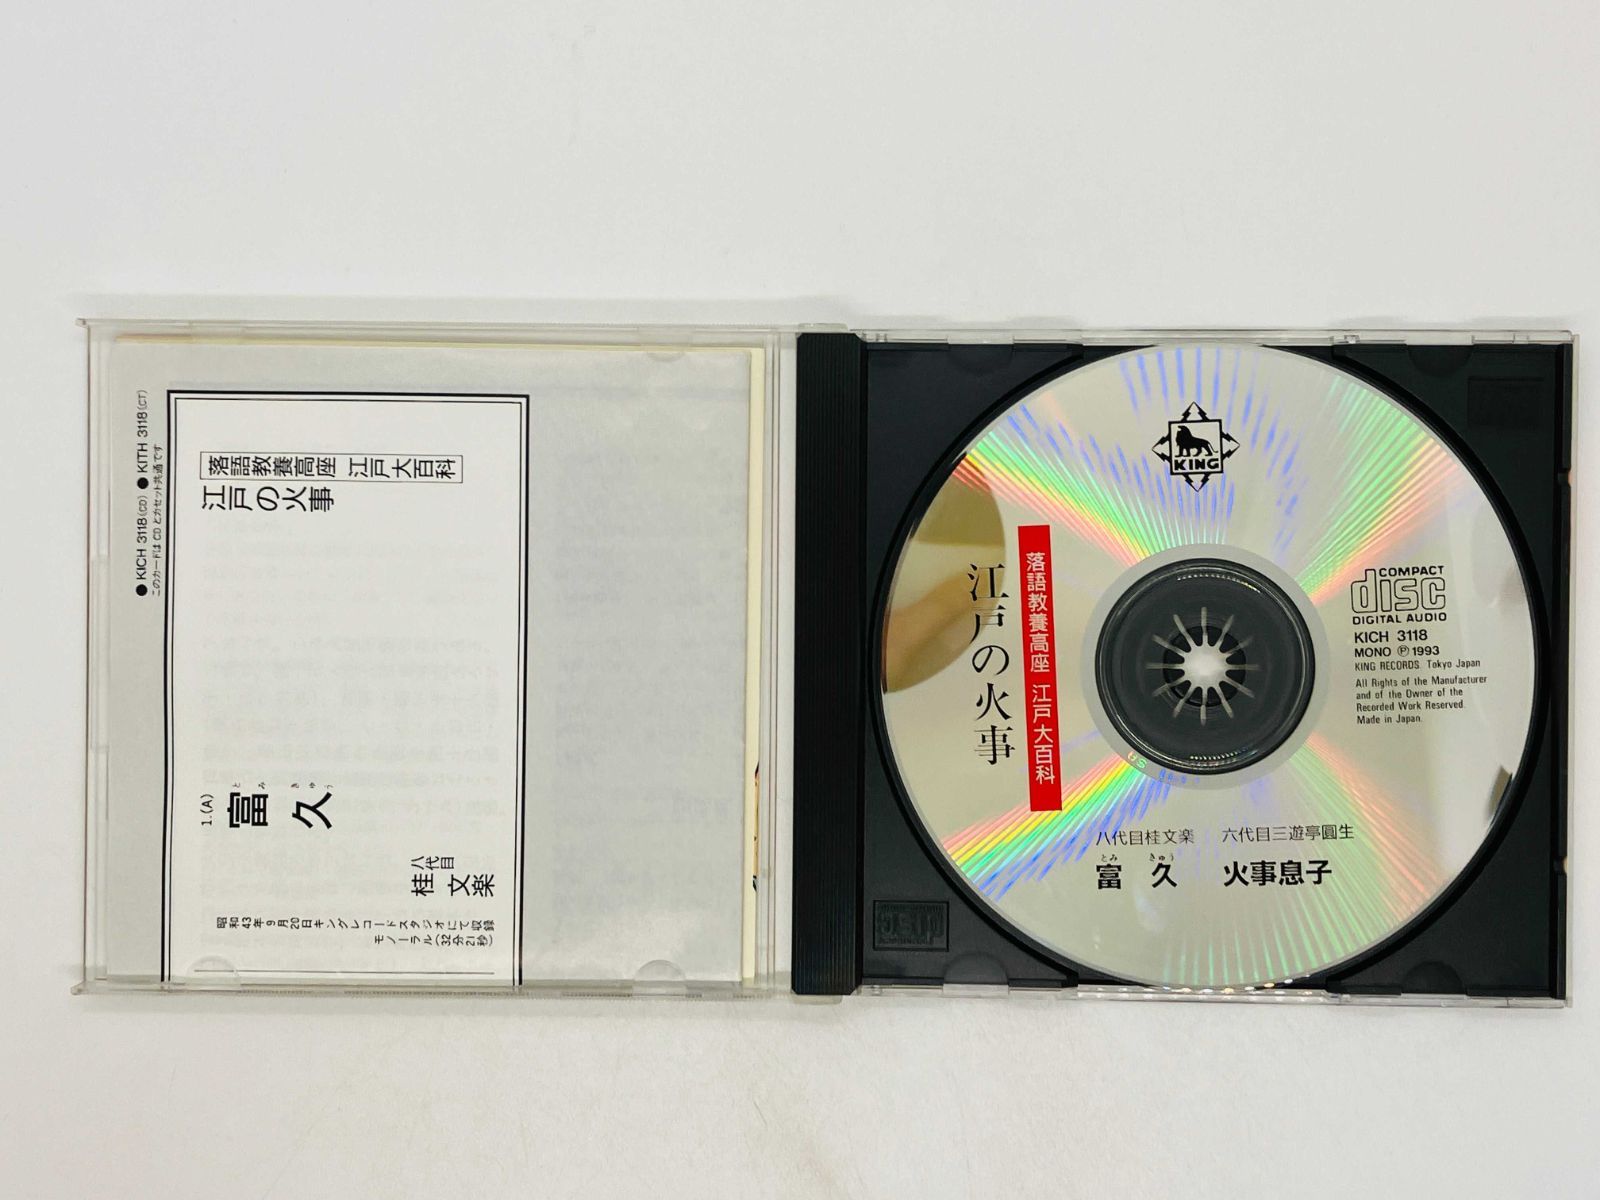 ●KICH 3118(CD) ●KITH 3118(CT)
このカードはCDとカセット共通です
落語教養高座 江戸大百科
江戸の火事
1.(A)
とみ きゅう
富久
八代目
桂 文楽
昭和43年9月20日キングレコードスタジオにて収録
モノーラル(32分21秒)
KING
落語教養高座 江戸大百科
江戸の火事
COMPACT
disc
DIGITAL AUDIO
KICH 3118
MONO Ⓟ1993
KING RECORDS. Tokyo Japan
All Rights of the Manufacturer
and of the Owner of the
Recorded Work Reserved.
Made in Japan.
八代目桂文楽 六代目三遊亭圓生
とみ きゅう
富久 火事息子
disc